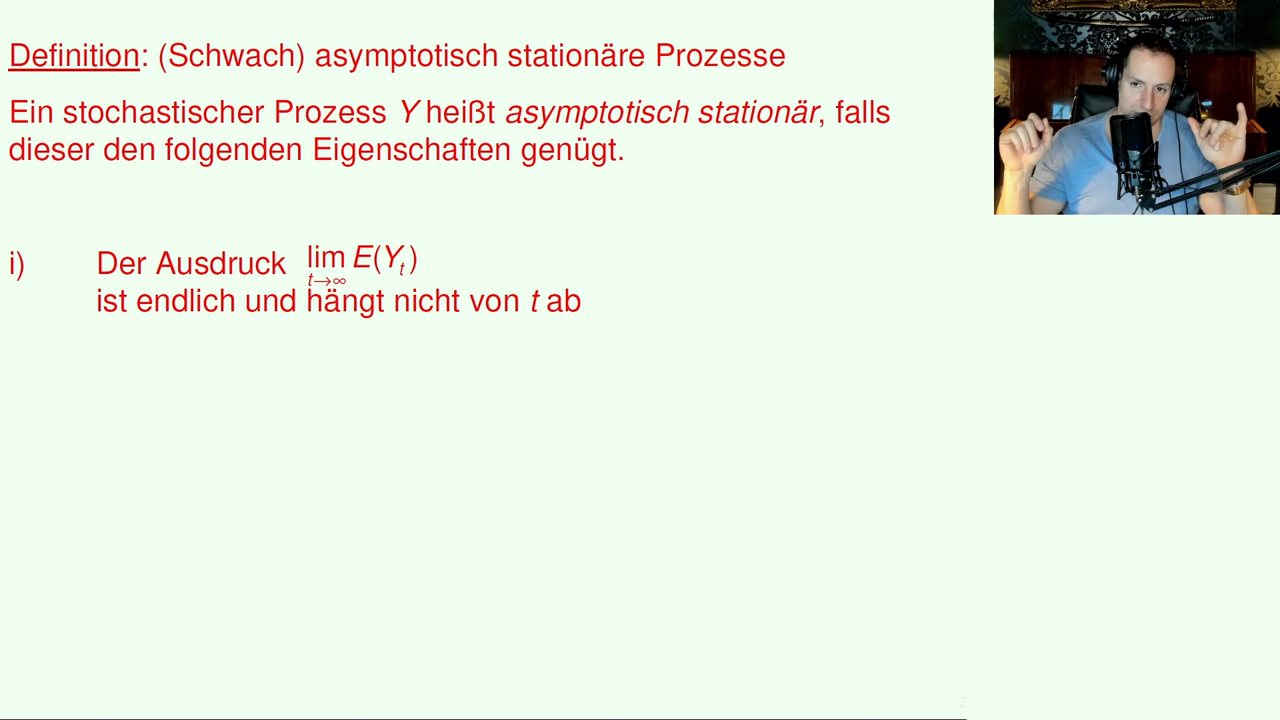 Definition: (Schwach) asymptotisch stationäre Prozesse
Ein stochastischer Prozess Y heißt asymptotisch stationär, falls
dieser den folgenden Eigenschaften genügt.
i) Der Ausdruck lim E(Yₜ)
t→∞
ist endlich und hängt nicht von t ab